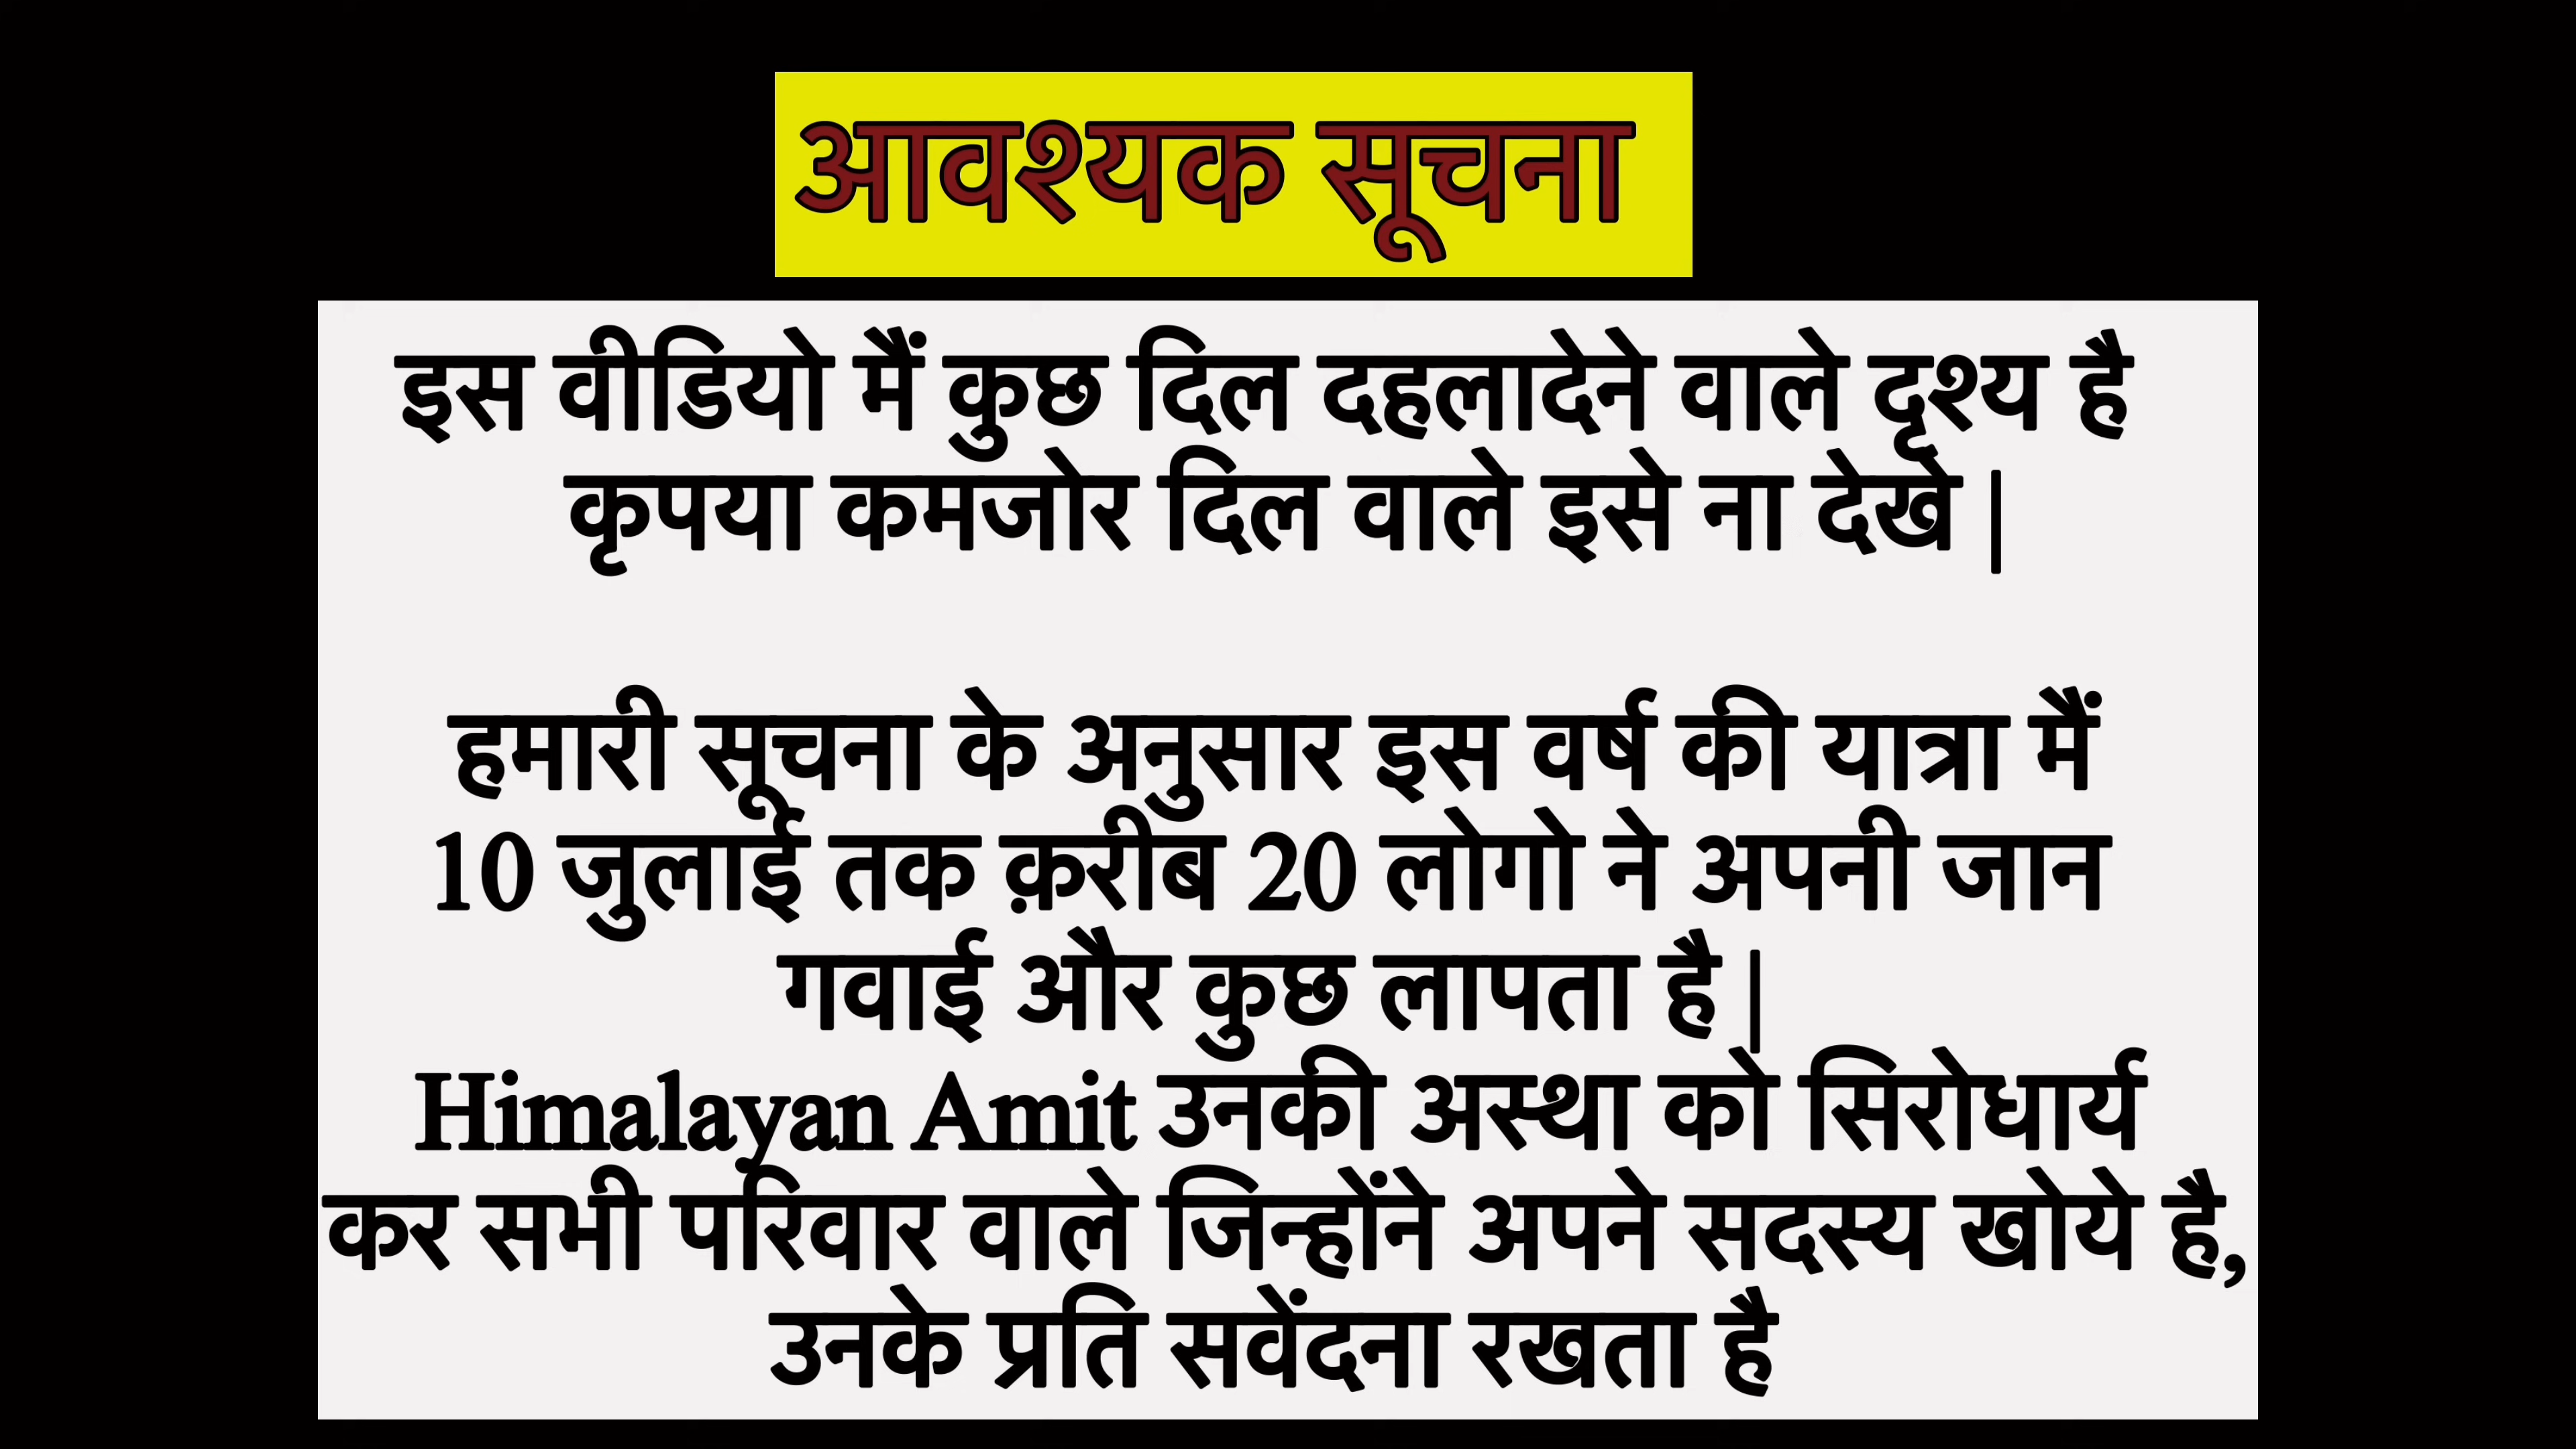 आवश्यक सूचना
इस वीडियो मैं कुछ दिल दहलादेने वाले दृश्य है
कृपया कमजोर दिल वाले इसे ना देखे |
हमारी सूचना के अनुसार इस वर्ष की यात्रा मैं
10 जुलाई तक क़रीब 20 लोगो ने अपनी जान
गवाई और कुछ लापता है |
Himalayan Amit उनकी अस्था को सिरोधार्य
कर सभी परिवार वाले जिन्होंने अपने सदस्य खोये है,
उनके प्रति सवेंदना रखता है